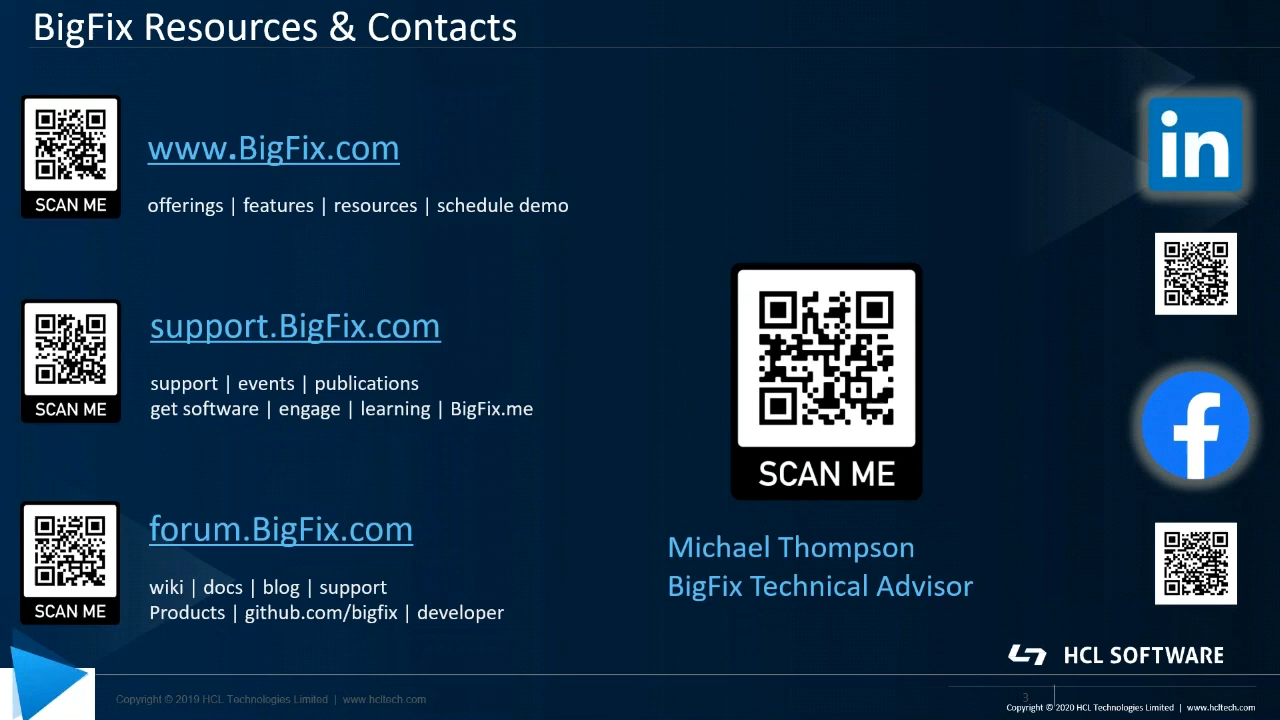 BigFix Resources & Contacts
SCAN ME
www.BigFix.com
offerings | features | resources | schedule demo
SCAN ME
support.BigFix.com
support | events | publications
get software | engage | learning | BigFix.me
SCAN ME
forum.BigFix.com
wiki | docs | blog | support
Products | github.com/bigfix | developer
SCAN ME
Michael Thompson
BigFix Technical Advisor
in
f
HCL SOFTWARE
Copyright © 2019 HCL Technologies Limited | www.hcltech.com
3
Copyright © 2020 HCL Technologies Limited | www.hcltech.com